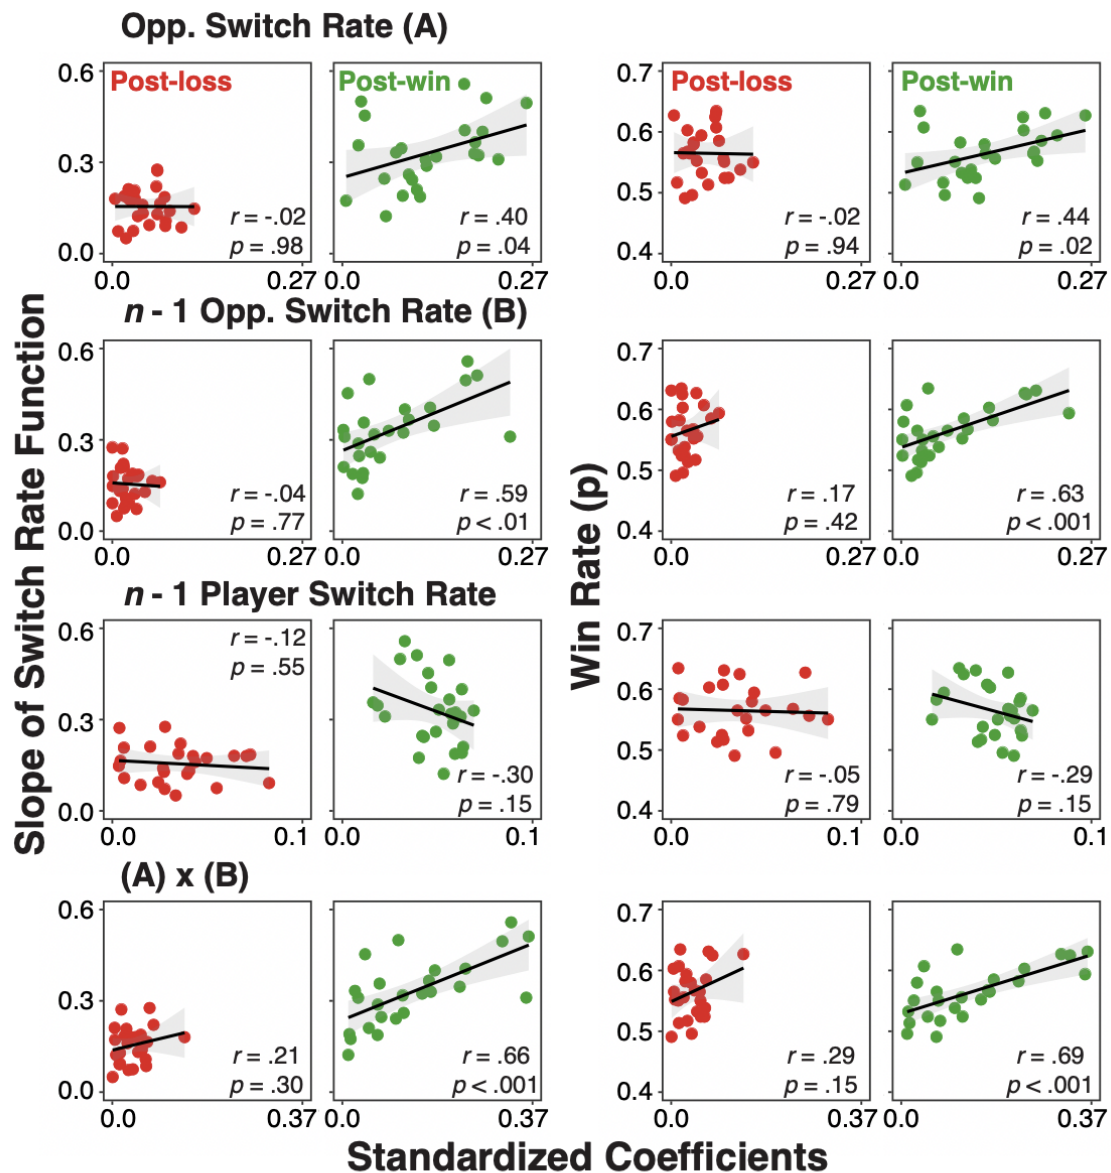 Opp. Switch Rate (A)
Post-loss
Post-win
Post-loss
Post-win
0.6
0.3
0.0
0.7
0.6
0.5
0.4
r = -.02
p = .98
r = .40
p = .04
r = -.02
p = .94
r = .44
p = .02
0.0 0.27
0.0 0.27
0.0 0.27
0.0 0.27
n - 1 Opp. Switch Rate (B)
0.6
0.3
0.0
0.7
0.6
0.5
0.4
r = -.04
p = .77
r = .59
p < .01
r = .17
p = .42
r = .63
p < .001
0.0 0.27
0.0 0.27
0.0 0.27
0.0 0.27
n - 1 Player Switch Rate
0.6
0.3
0.0
0.7
0.6
0.5
0.4
r = -.12
p = .55
r = -.30
p = .15
r = -.05
p = .79
r = -.29
p = .15
0.0 0.1
0.0 0.1
0.0 0.1
0.0 0.1
(A) x (B)
0.6
0.3
0.0
0.7
0.6
0.5
0.4
r = .21
p = .30
r = .66
p < .001
r = .29
p = .15
r = .69
p < .001
0.0 0.37
0.0 0.37
0.0 0.37
0.0 0.37
Slope of Switch Rate Function
Win Rate (p)
Standardized Coefficients